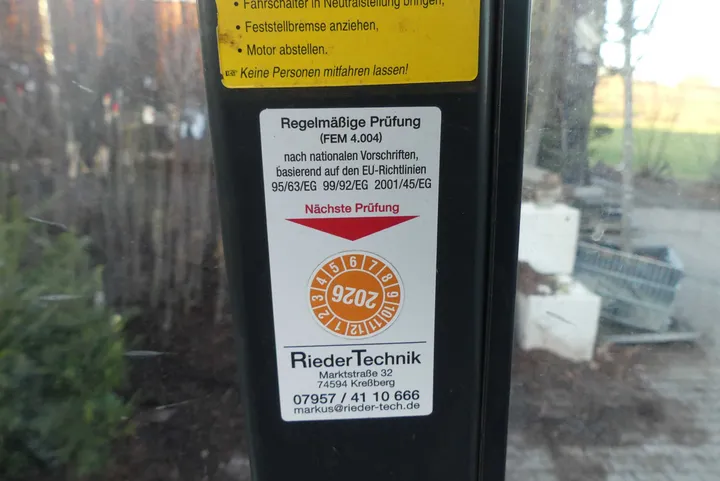 • Fahrschalter in Neutralstellung bringen,
• Feststellbremse anziehen,
• Motor abstellen.
Keine Personen mitfahren lassen!
Regelmäßige Prüfung
(FEM 4.004)
nach nationalen Vorschriften,
basierend auf den EU-Richtlinien
95/63/EG 99/92/EG 2001/45/EG
Nächste Prüfung
1 2 3 4 5 6 7 8 9 10 11 12
2026
RiederTechnik
Marktstraße 32
74594 Kreßberg
07957 / 41 10 666
markus@rieder-tech.de